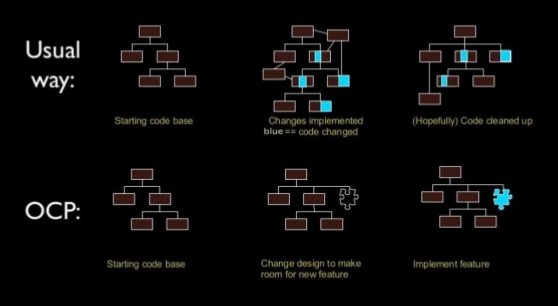 Usual
way:
Starting code base
Changes implemented
blue == code changed
(Hopefully) Code cleaned up
OCP:
Starting code base
Change design to make
room for new feature
Implement feature